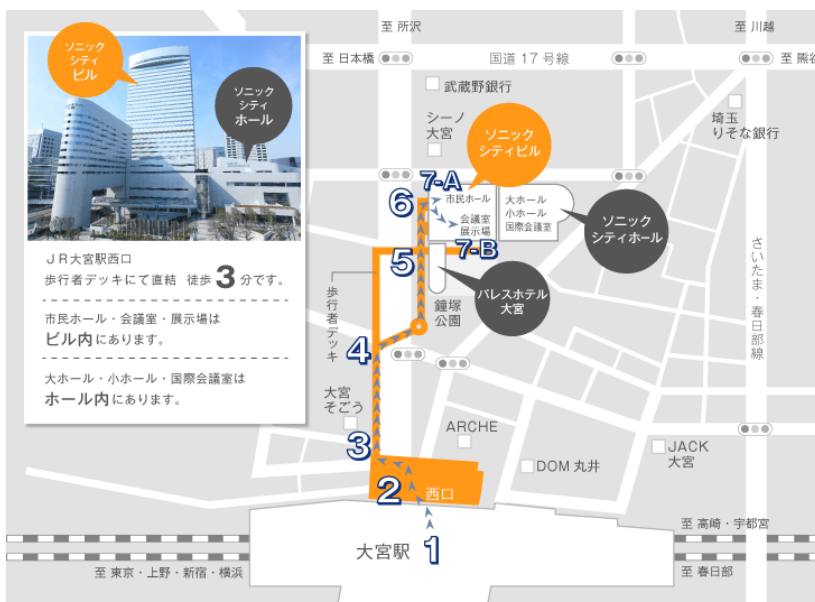 ソニック
シティ
ビル
ソニック
シティ
ホール
JR大宮駅西口
歩行者デッキにて直結 徒歩3分です。
市民ホール・会議室・展示場は
ビル内にあります。
大ホール・小ホール・国際会議室は
ホール内にあります。
至 所沢
至 川越
至 日本橋
国道17号線
至 熊谷
武蔵野銀行
シーノ
大宮
ソニック
シティビル
埼玉
りそな銀行
7-A
6
市民ホール
会議室
展示場
大ホール
小ホール
国際会議室
ソニック
シティホール
7-B
5
パレスホテル
大宮
歩行者デッキ
鐘塚
公園
さいたま・春日部線
4
大宮
そごう
3
ARCHE
DOM 丸井
JACK
大宮
2
西口
1
大宮駅
至 高崎・宇都宮
至 東京・上野・新宿・横浜
至 春日部